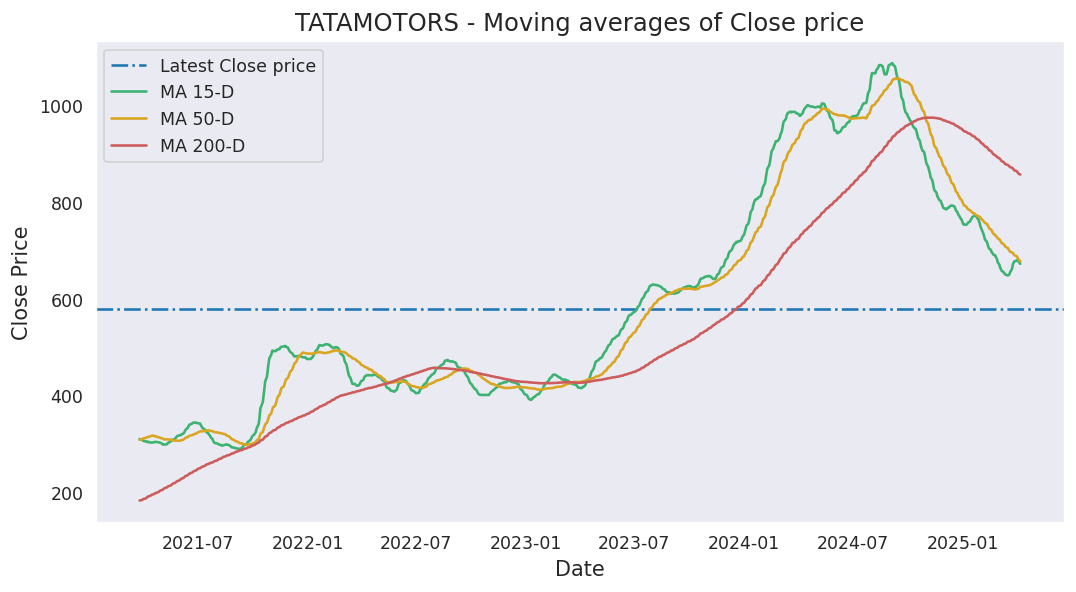 TATAMOTORS - Moving averages of Close price
Latest Close price
MA 15-D
MA 50-D
MA 200-D
Close Price
1000
800
600
400
200
2021-07 2022-01 2022-07 2023-01 2023-07 2024-01 2024-07 2025-01
Date